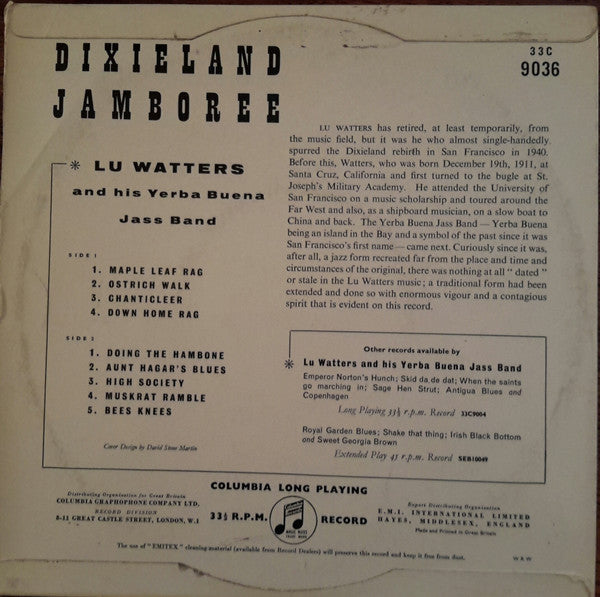 DIXIELAND
JAMBOREE
33C
9036
* LU WATTERS
and his Yerba Buena
Jass Band
SIDE 1
1. MAPLE LEAF RAG
2. OSTRICH WALK
3. CHANTICLEER
4. DOWN HOME RAG
SIDE 2
1. DOING THE HAMBONE
2. AUNT HAGAR'S BLUES
3. HIGH SOCIETY
4. MUSKRAT RAMBLE
5. BEES KNEES
Cover Design by David Stone Martin
LU WATTERS has retired, at least temporarily, from
the music field, but it was he who almost single-handedly
spurred the Dixieland rebirth in San Francisco in 1940.
Before this, Watters, who was born December 19th, 1911, at
Santa Cruz, California and first turned to the bugle at St.
Joseph's Military Academy. He attended the University of
San Francisco on a music scholarship and toured around the
Far West and also, as a shipboard musician, on a slow boat to
China and back. The Yerba Buena Jass Band — Yerba Buena
being an island in the Bay and a symbol of the past since it was
San Francisco's first name — came next. Curiously since it was,
after all, a jazz form recreated far from the place and time and
circumstances of the original, there was nothing at all "dated"
or stale in the Lu Watters music; a traditional form had been
extended and done so with enormous vigour and a contagious
spirit that is evident on this record.
Other records available by
* Lu Watters and his Yerba Buena Jass Band
Emperor Norton's Hunch; Skid da de dat; When the saints
go marching in; Sage Hen Strut; Antigua Blues and
Copenhagen
Long Playing 33⅓ r.p.m. Record 33C9004
Royal Garden Blues; Shake that thing; Irish Black Bottom
and Sweet Georgia Brown
Extended Play 45 r.p.m. Record SEB10049
COLUMBIA LONG PLAYING
33⅓ R.P.M. RECORD
MAGIC NOTES
TRADE MARK
Distributing Organisation for Great Britain
COLUMBIA GRAPHOPHONE COMPANY LTD.
RECORD DIVISION
8-11 GREAT CASTLE STREET, LONDON, W.1
Export Distributing Organisation
E.M.I. INTERNATIONAL LIMITED
HAYES, MIDDLESEX, ENGLAND
Made and Printed in Great Britain
The use of "EMITEX" cleaning material (available from Record Dealers) will preserve this record and keep it free from dust.